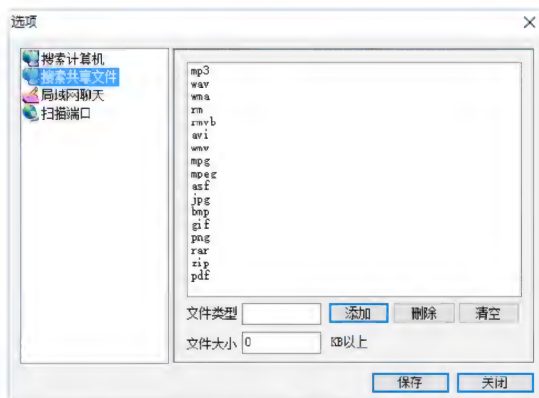 选项
搜索计算机
搜索共享文件
局域网聊天
扫描端口
mp3
wav
wma
rm
rmvb
avi
wmv
mpg
mpeg
asf
jpg
bmp
gif
png
rar
zip
pdf
文件类型 添加 删除 清空
文件大小 0 KB以上
保存 关闭